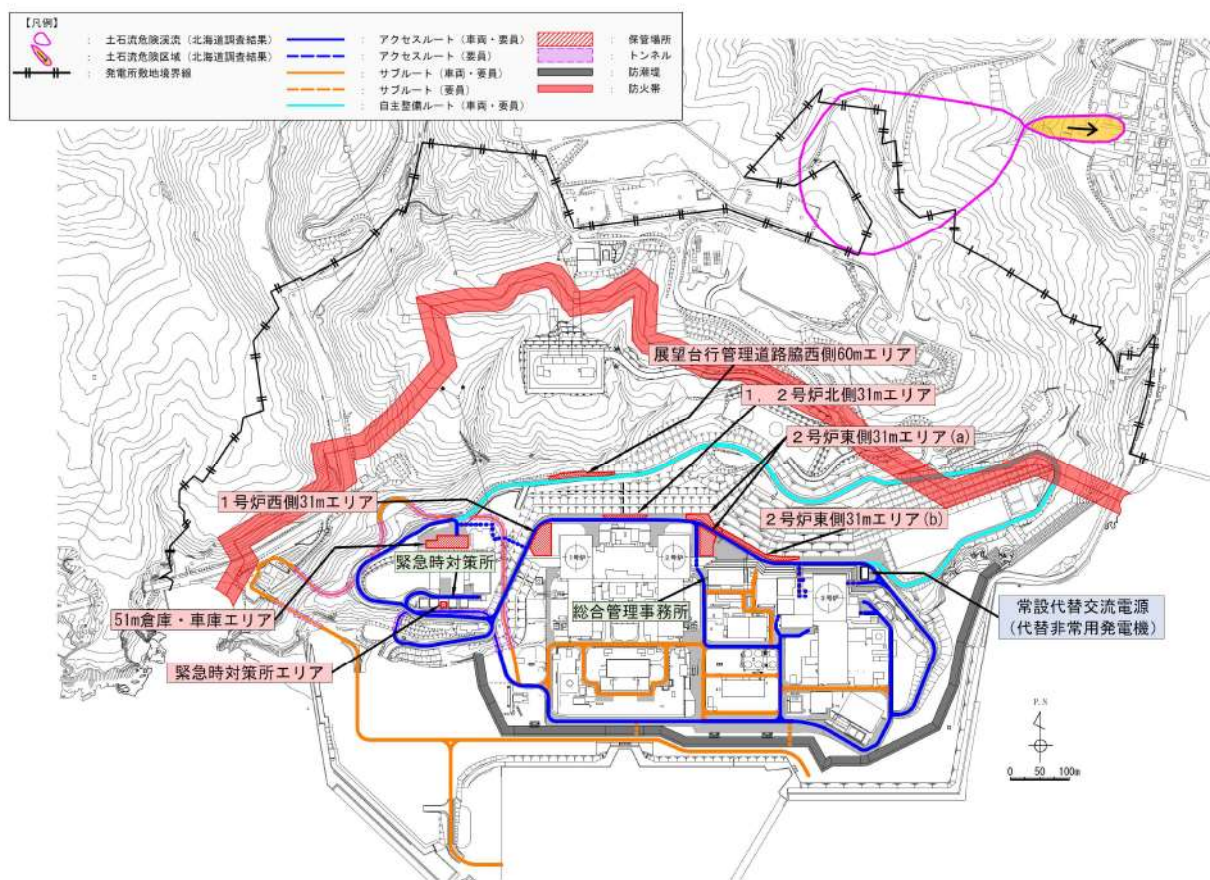 【凡例】
： 土石流危険渓流（北海道調査結果）
： 土石流危険区域（北海道調査結果）
： 発電所敷地境界線
： アクセスルート（車両・要員）
： アクセスルート（要員）
： サブルート（車両・要員）
： サブルート（要員）
： 自主整備ルート（車両・要員）
： 保管場所
： トンネル
： 防潮堤
： 防火帯
展望台行管理道路脇西側60mエリア
1，2号炉北側31mエリア
2号炉東側31mエリア(a)
1号炉西側31mエリア
2号炉東側31mエリア(b)
緊急時対策所
1号炉
2号炉
3号炉
51m倉庫・車庫エリア
総合管理事務所
常設代替交流電源
（代替非常用発電機）
緊急時対策所エリア
P.N
0 50 100m